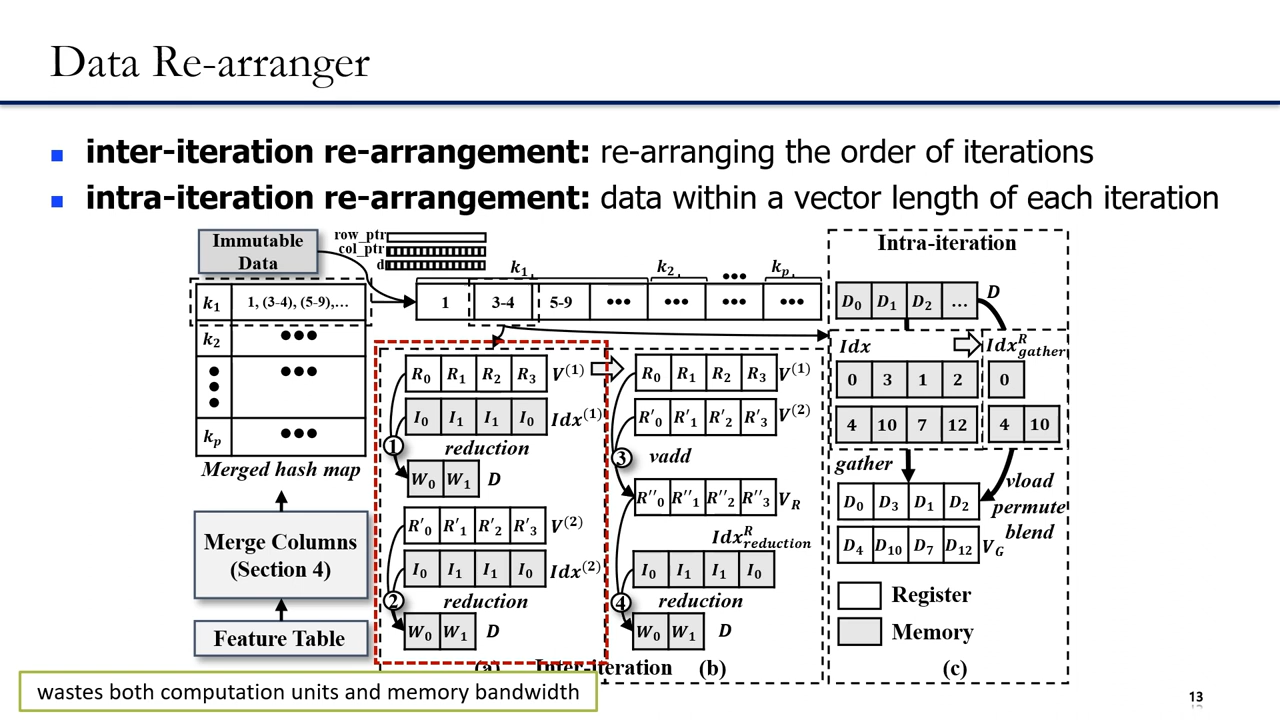 Data Re-arranger
inter-iteration re-arrangement: re-arranging the order of iterations
intra-iteration re-arrangement: data within a vector length of each iteration
Immutable
Data
row_ptr
col_ptr
d
k₁
k₂
•••
kₚ
1
3-4
5-9
•••
•••
•••
•••
k₁
1, (3-4), (5-9),...
k₂
•••
•••
kₚ
•••
Merged hash map
Merge Columns
(Section 4)
Feature Table
R₀ R₁ R₂ R₃ V⁽¹⁾
I₀ I₁ I₁ I₀ Idx⁽¹⁾
1
reduction
W₀ W₁ D
R′₀ R′₁ R′₂ R′₃ V⁽²⁾
I₀ I₁ I₁ I₀ Idx⁽²⁾
2
reduction
W₀ W₁ D
(a) Inter-iteration (b)
R₀ R₁ R₂ R₃ V⁽¹⁾
R′₀ R′₁ R′₂ R′₃ V⁽²⁾
3 vadd
R′′₀ R′′₁ R′′₂ R′′₃ V_R
Idx^R_reduction
I₀ I₁ I₁ I₀
4 reduction
W₀ W₁ D
Intra-iteration
D₀ D₁ D₂ ... D
Idx
Idx^R_gather
0 3 1 2
0
4 10 7 12
4 10
gather
vload
permute
blend
D₀ D₃ D₁ D₂
D₄ D₁₀ D₇ D₁₂ V_G
Register
Memory
(c)
wastes both computation units and memory bandwidth
13